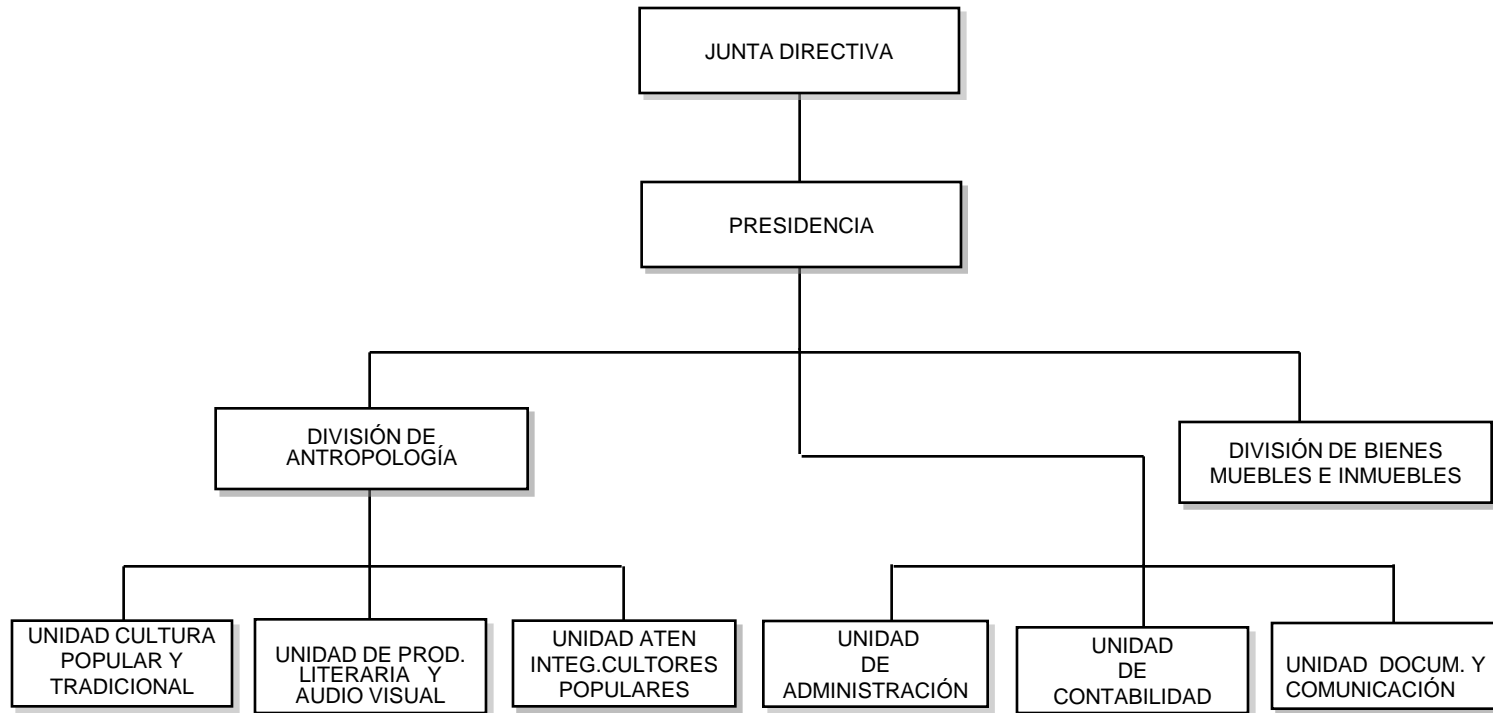 JUNTA DIRECTIVA
PRESIDENCIA
DIVISIÓN DE
ANTROPOLOGÍA
DIVISIÓN DE BIENES
MUEBLES E INMUEBLES
UNIDAD CULTURA
POPULAR Y
TRADICIONAL
UNIDAD DE PROD.
LITERARIA Y
AUDIO VISUAL
UNIDAD ATEN
INTEG.CULTORES
POPULARES
UNIDAD
DE
ADMINISTRACIÓN
UNIDAD
DE
CONTABILIDAD
UNIDAD DOCUM. Y
COMUNICACIÓN